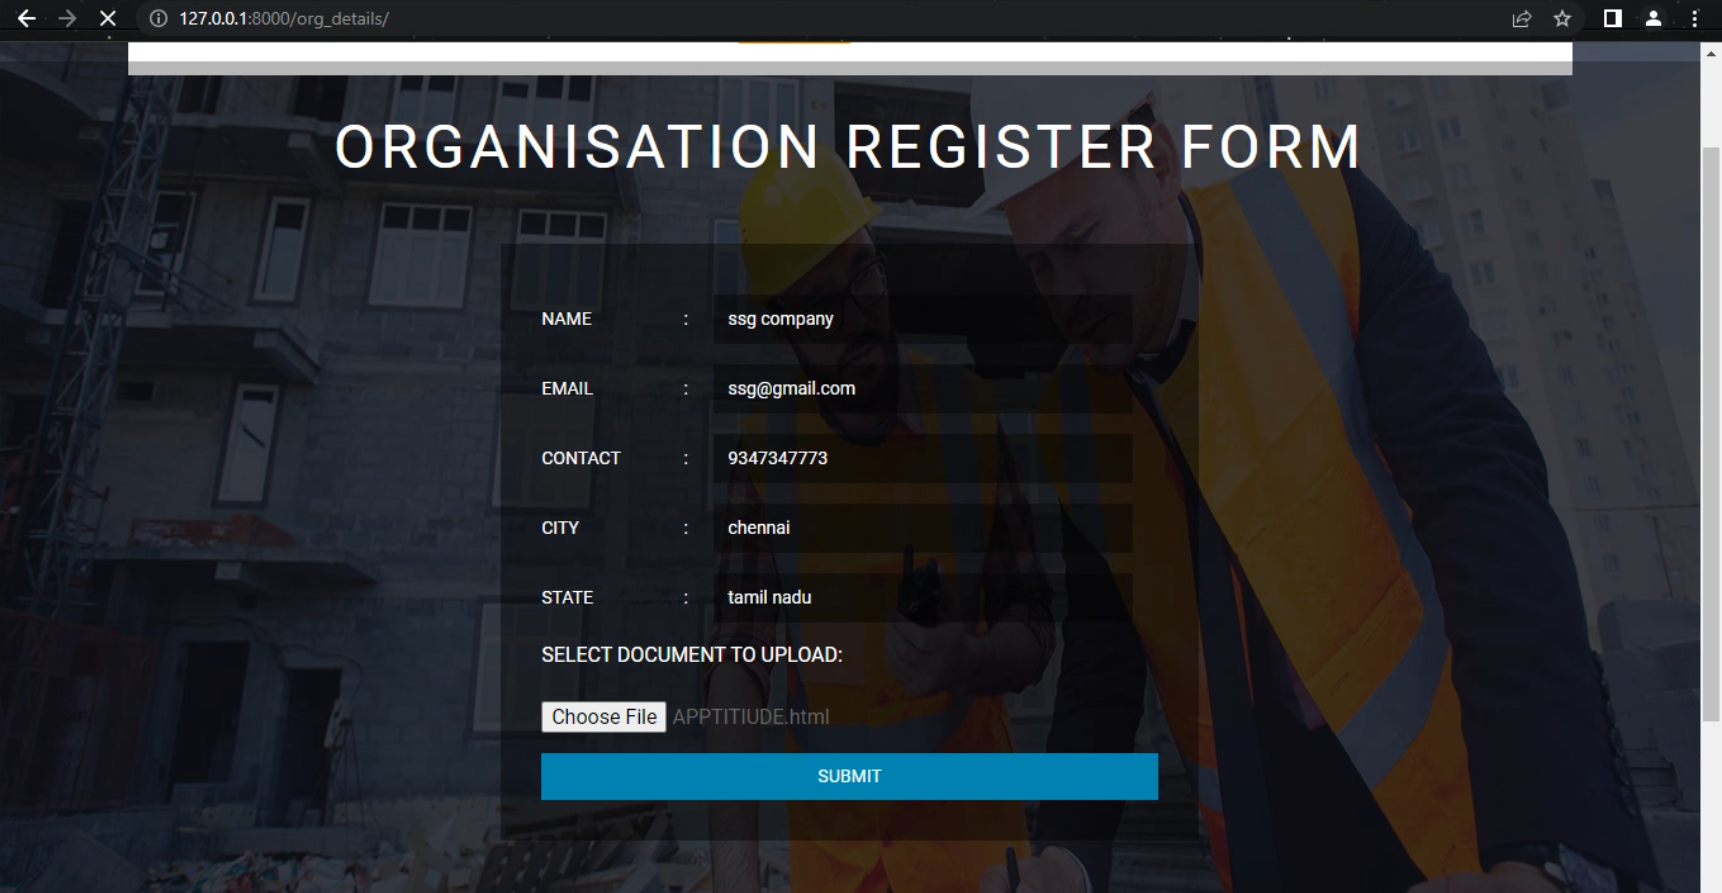 127.0.0.1:8000/org_details/
ORGANISATION REGISTER FORM
NAME : ssg company
EMAIL : ssg@gmail.com
CONTACT : 9347347773
CITY : chennai
STATE : tamil nadu
SELECT DOCUMENT TO UPLOAD:
Choose File APPTITIUDE.html
SUBMIT